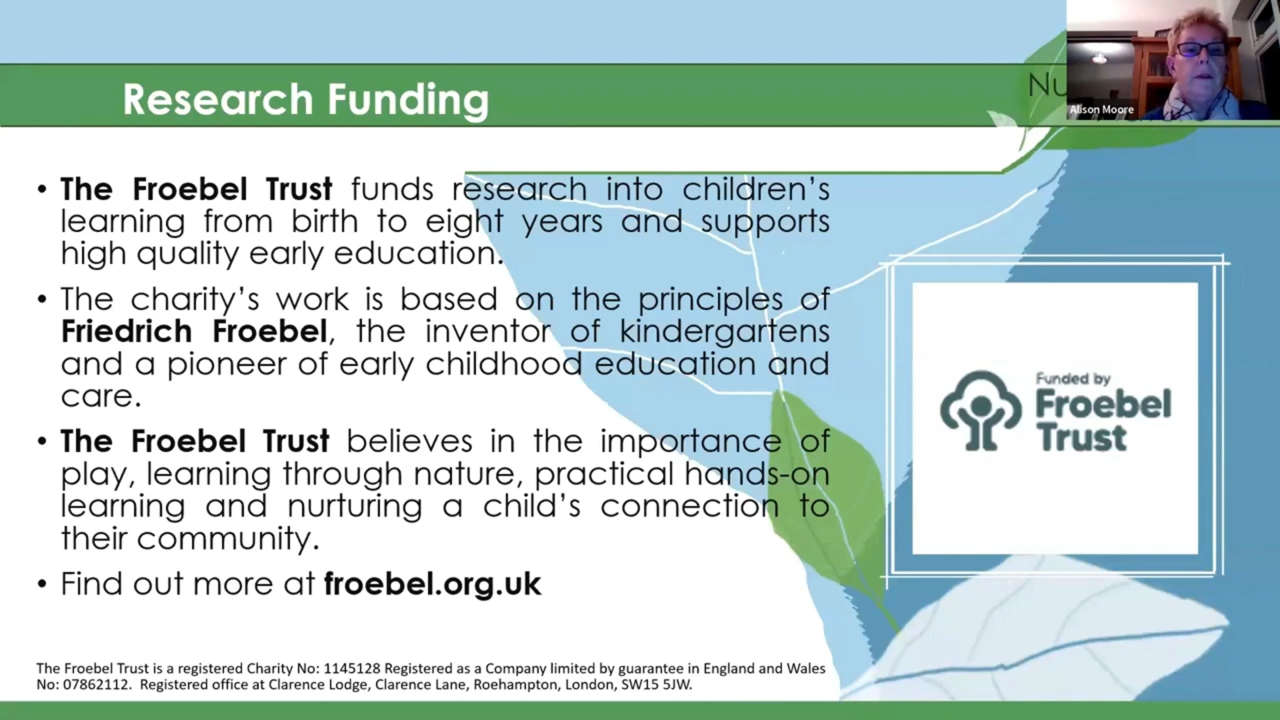 Research Funding
Nu
Alison Moore
• The Froebel Trust funds research into children's
learning from birth to eight years and supports
high quality early education.
• The charity's work is based on the principles of
Friedrich Froebel, the inventor of kindergartens
and a pioneer of early childhood education and
care.
• The Froebel Trust believes in the importance of
play, learning through nature, practical hands-on
learning and nurturing a child's connection to
their community.
• Find out more at froebel.org.uk
Funded by
Froebel
Trust
The Froebel Trust is a registered Charity No: 1145128 Registered as a Company limited by guarantee in England and Wales
No: 07862112. Registered office at Clarence Lodge, Clarence Lane, Roehampton, London, SW15 5JW.